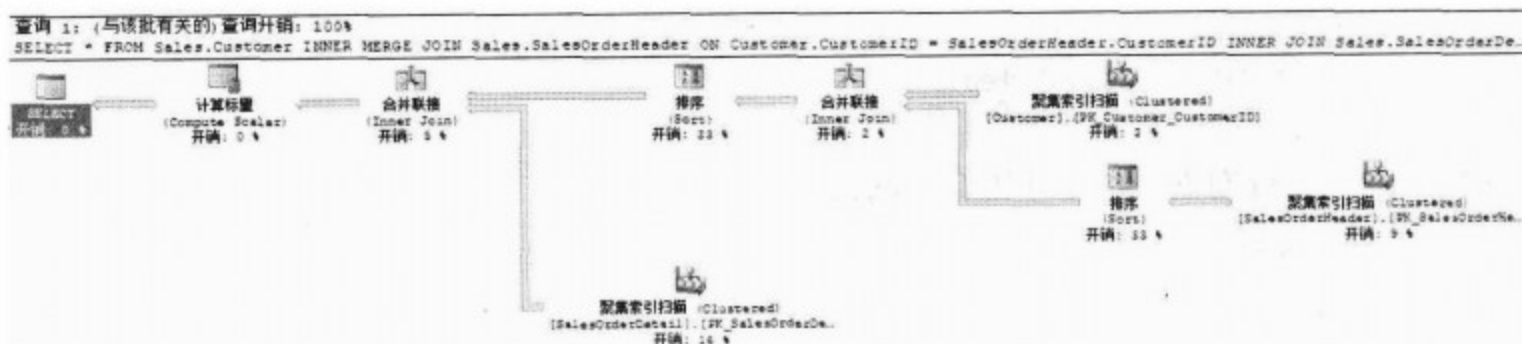 查询 1: (与该批有关的)查询开销: 100%
SELECT * FROM Sales.Customer INNER MERGE JOIN Sales.SalesOrderHeader ON Customer.CustomerID = SalesOrderHeader.CustomerID INNER JOIN Sales.SalesOrderDe…
SELECT
开销: 0 %
计算标量
(Compute Scalar)
开销: 0 %
合并联接
(Inner Join)
开销: 5 %
排序
(Sort)
开销: 33 %
合并联接
(Inner Join)
开销: 2 %
聚集索引扫描 (Clustered)
[Customer].[PK_Customer_CustomerID]
开销: 2 %
排序
(Sort)
开销: 33 %
聚集索引扫描 (Clustered)
[SalesOrderHeader].[PK_SalesOrderHe…
开销: 9 %
聚集索引扫描 (Clustered)
[SalesOrderDetail].[PK_SalesOrderDe…
开销: 16 %